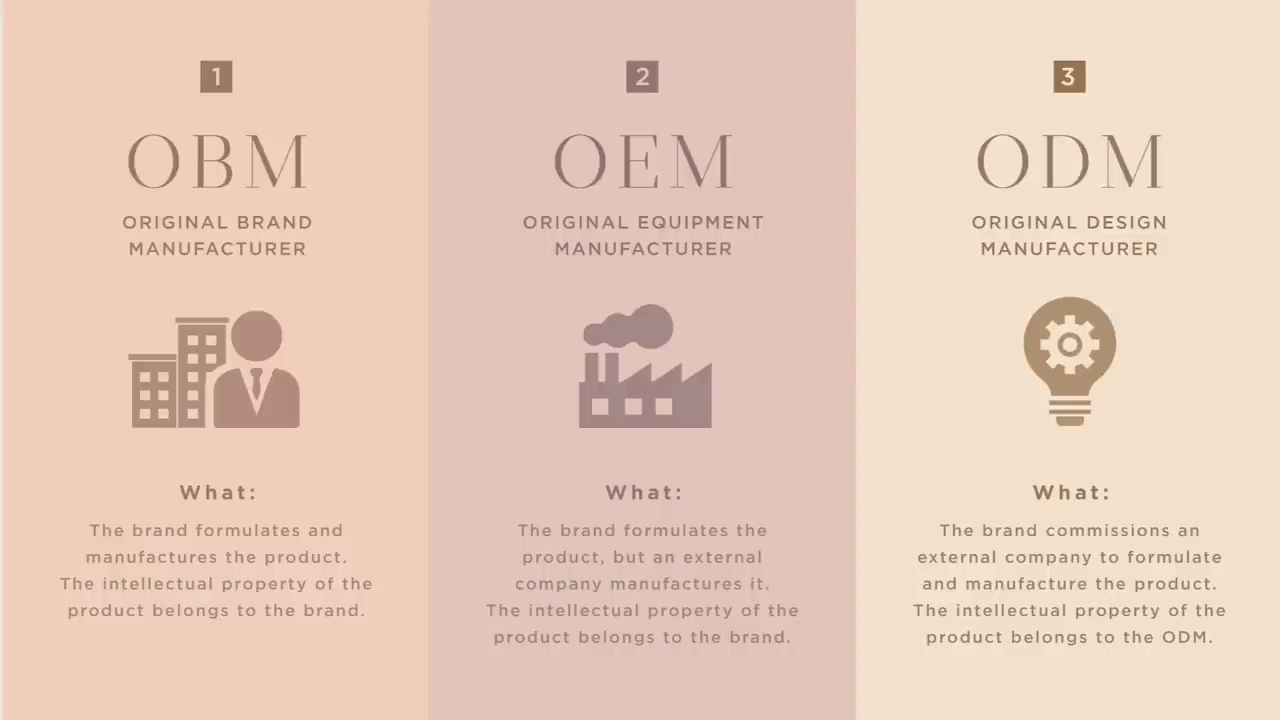 1
OBM
ORIGINAL BRAND
MANUFACTURER
What:
The brand formulates and
manufactures the product.
The intellectual property of the
product belongs to the brand.
2
OEM
ORIGINAL EQUIPMENT
MANUFACTURER
What:
The brand formulates the
product, but an external
company manufactures it.
The intellectual property of the
product belongs to the brand.
3
ODM
ORIGINAL DESIGN
MANUFACTURER
What:
The brand commissions an
external company to formulate
and manufacture the product.
The intellectual property of the
product belongs to the ODM.